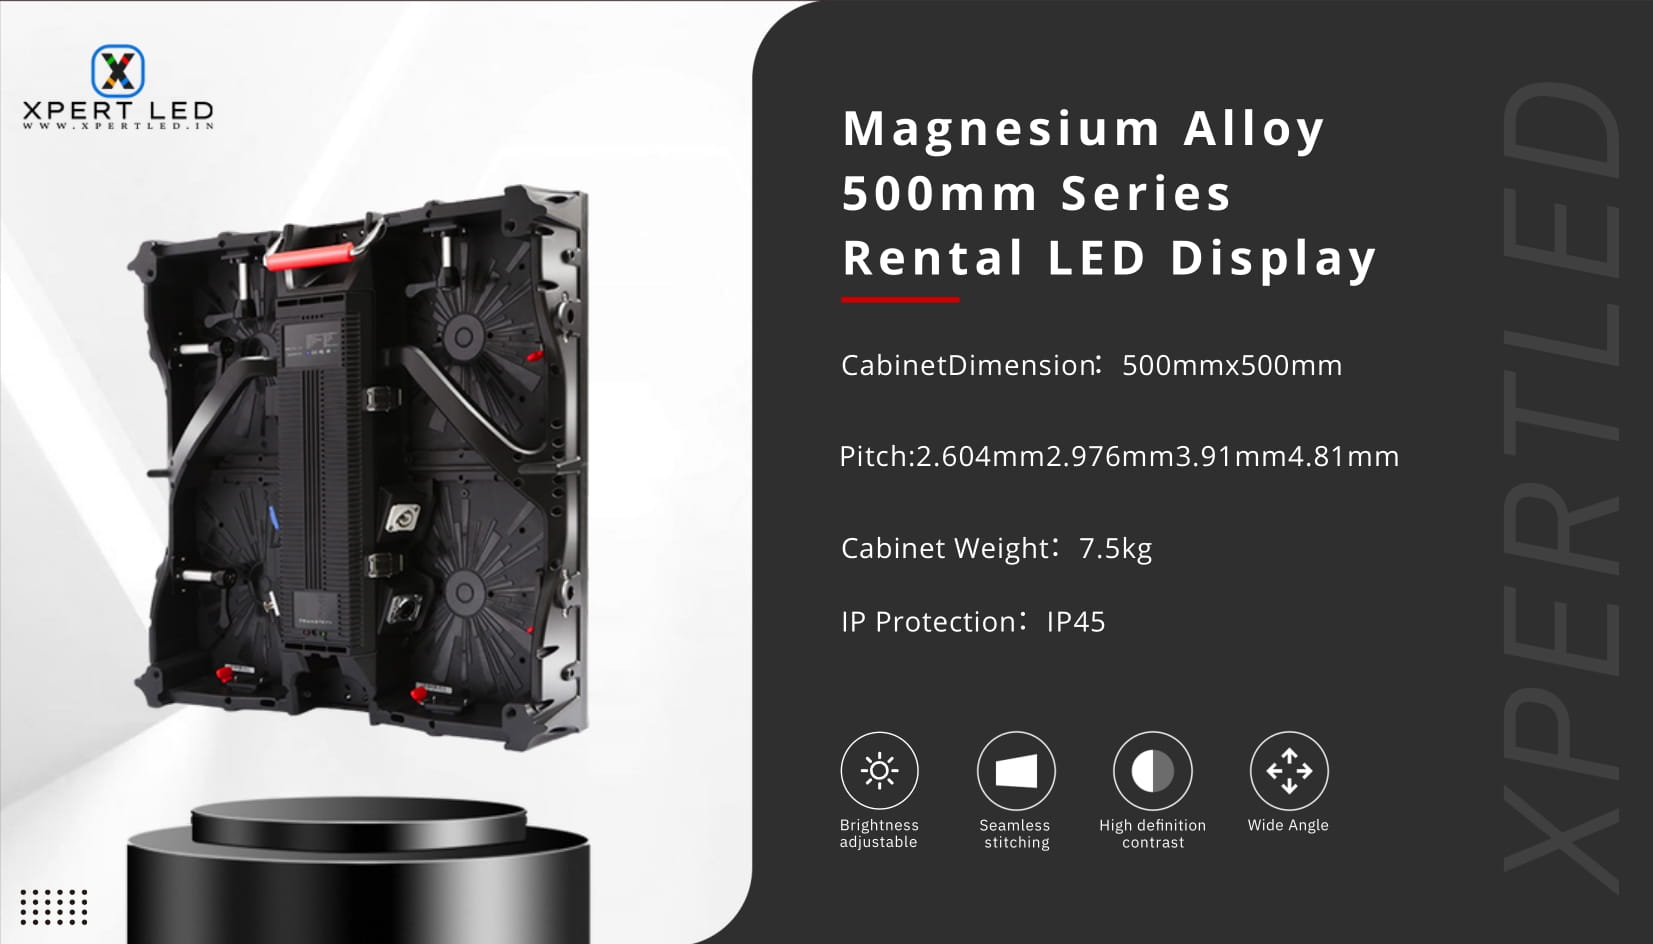 XPERT LED
WWW.XPERTLED.IN
Magnesium Alloy
500mm Series
Rental LED Display
CabinetDimension：500mmx500mm
Pitch:2.604mm2.976mm3.91mm4.81mm
Cabinet Weight：7.5kg
IP Protection：IP45
Brightness
adjustable
Seamless
stitching
High definition
contrast
Wide Angle
XPERTLED